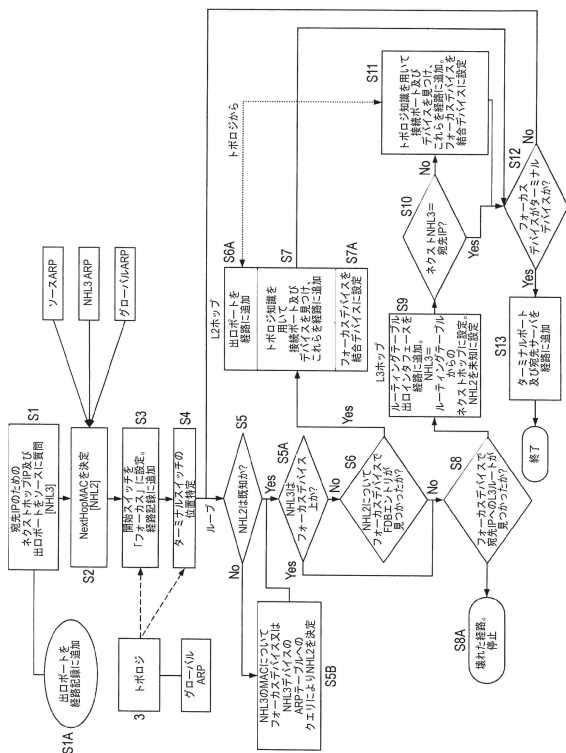 S1A
出口ポートを
経路記録に追加
S1
宛先IPのための
ネクストホップIP及び
出口ポートをソースに質問
[NHL3]
ソースARP
NHL3 ARP
グローバルARP
S2
NextHopMACを決定
[NHL2]
S3
開始スイッチを
「フォーカス」に設定。
経路記録に追加
S4
ターミナルスイッチの
位置特定
3
トポロジ
グローバル
ARP
ループ
S5
NHL2は既知か?
No
Yes
S5B
NHL3のMACについて
フォーカスデバイス又は
NHL3デバイスの
ARPテーブルへの
クエリによりNHL2を決定
S5A
NHL3は
フォーカスデバイス
上か?
Yes
No
S6
NHL2について
フォーカスデバイスで
FDBエントリが
見つかったか?
Yes
No
L2ホップ
S6A
出口ポートを
経路に追加
トポロジから
S7
トポロジ知識を
用いて
接続ポート及び
デバイスを見つけ、
これらを経路に追加
S7A
フォーカスデバイスを
結合デバイスに設定
S8
フォーカスデバイスで
宛先IPへのL3ルートが
見つかったか?
S8A
壊れた経路。
停止
L3ホップ
S9
ルーティングテーブル
出口インタフェースを
経路に追加。
NHL3=
ルーティングテーブル
からの
ネクストホップに設定。
NHL2を未知に設定
S10
ネクストNHL3=
宛先IP?
No
Yes
S11
トポロジ知識を用いて
接続ポート及び
デバイスを見つけ、
これらを経路に追加、
フォーカスデバイスを
結合デバイスに設定
S12
フォーカス
デバイスがターミナル
デバイスか?
No
Yes
S13
ターミナルポート
及び宛先サーバを
経路に追加
終了